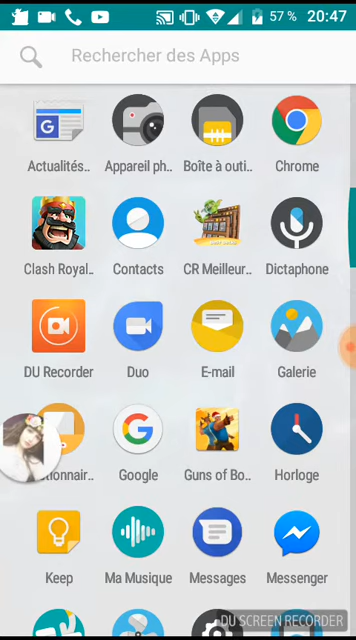 57 % 20:47
Rechercher des Apps
Actualités.. Appareil ph.. Boîte à outi.. Chrome
Clash Royal.. Contacts CR Meilleur.. Dictaphone
DU Recorder Duo E-mail Galerie
tionnair.. Google Guns of Bo.. Horloge
Keep Ma Musique Messages Messenger
DU SCREEN RECORDER